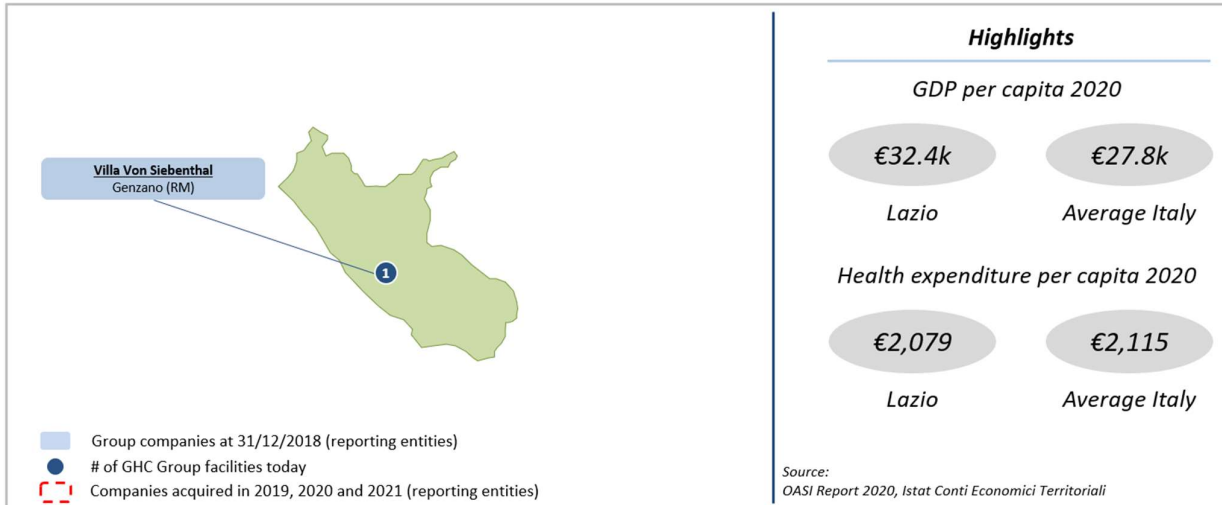 Villa Von Siebenthal
Genzano (RM)
1
Group companies at 31/12/2018 (reporting entities)
# of GHC Group facilities today
Companies acquired in 2019, 2020 and 2021 (reporting entities)
Highlights
GDP per capita 2020
€32.4k €27.8k
Lazio Average Italy
Health expenditure per capita 2020
€2,079 €2,115
Lazio Average Italy
Source:
OASI Report 2020, Istat Conti Economici Territoriali